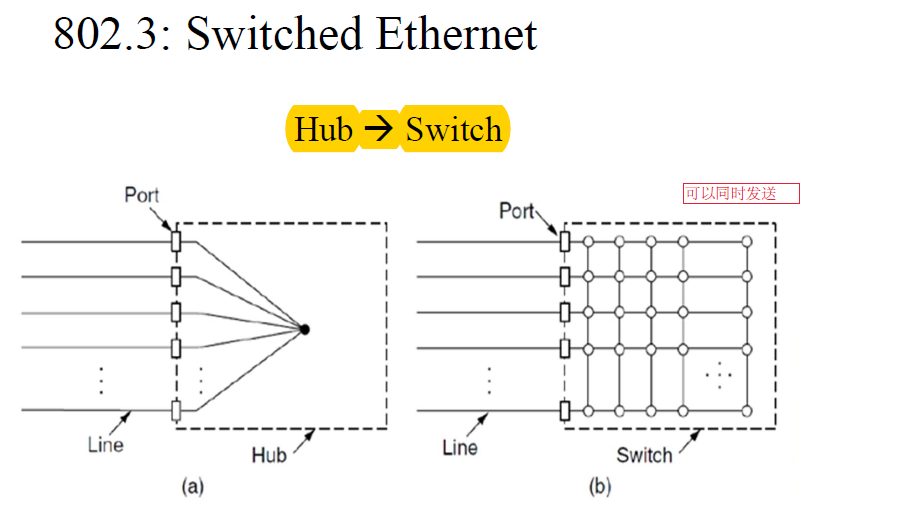 802.3: Switched Ethernet
Hub → Switch
可以同时发送
Port
Port
Line
Hub
Line
Switch
(a)
(b)